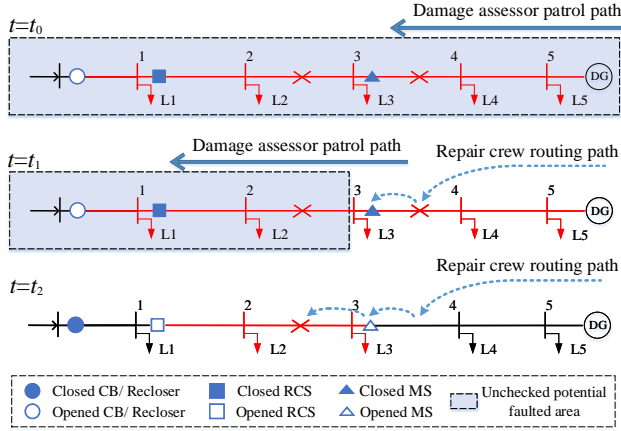 Damage assessor patrol path
t=t0
1 2 3 4 5
DG
L1 L2 L3 L4 L5
Damage assessor patrol path
Repair crew routing path
t=t1
1 2 3 4 5
DG
L1 L2 L3 L4 L5
Repair crew routing path
t=t2
1 2 3 4 5
DG
L1 L2 L3 L4 L5
Closed CB/ Recloser Closed RCS Closed MS Unchecked potential
Opened CB/ Recloser Opened RCS Opened MS faulted area